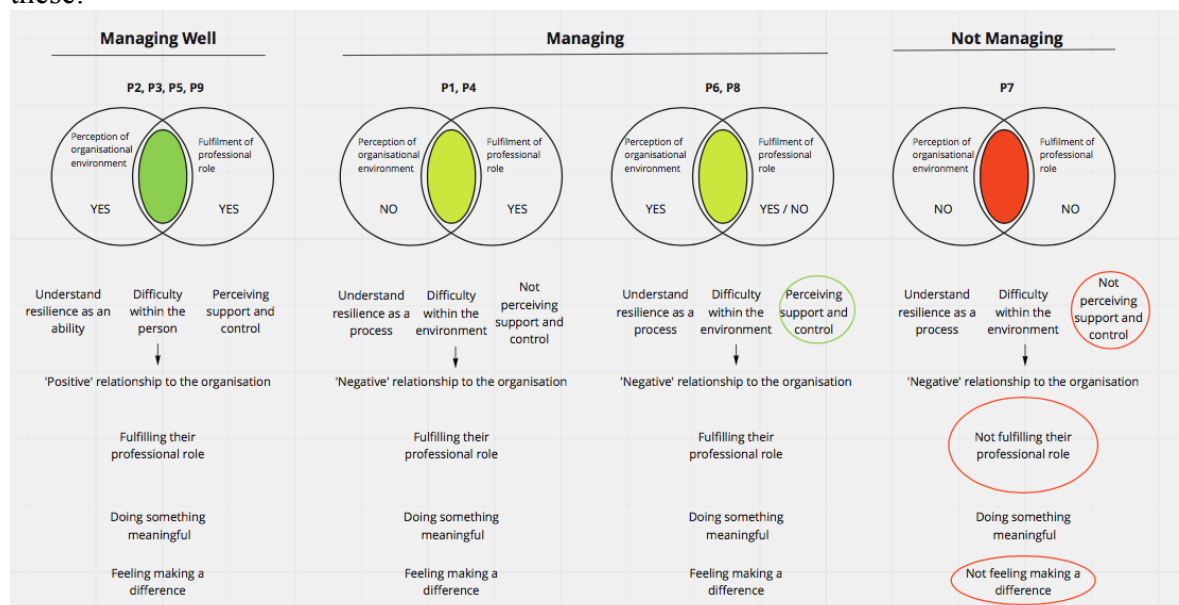 these:
Managing Well
Managing
Not Managing
P2, P3, P5, P9
P1, P4
P6, P8
P7
Perception of
organisational
environment
YES
Fulfilment of
professional
role
YES
Perception of
organisational
environment
NO
Fulfilment of
professional
role
YES
Perception of
organisational
environment
YES
Fulfilment of
professional
role
YES / NO
Perception of
organisational
environment
NO
Fulfilment of
professional
role
NO
Understand
resilience as an
ability
Difficulty
within the
person
Perceiving
support and
control
Understand
resilience as a
process
Difficulty
within the
environment
Not
perceiving
support and
control
Understand
resilience as a
process
Difficulty
within the
environment
Perceiving
support and
control
Understand
resilience as a
process
Difficulty
within the
environment
Not
perceiving
support and
control
'Positive' relationship to the organisation
'Negative' relationship to the organisation
'Negative' relationship to the organisation
'Negative' relationship to the organisation
Fulfilling their
professional role
Fulfilling their
professional role
Fulfilling their
professional role
Not fulfilling their
professional role
Doing something
meaningful
Doing something
meaningful
Doing something
meaningful
Doing something
meaningful
Feeling making a
difference
Feeling making a
difference
Feeling making a
difference
Not feeling making a
difference